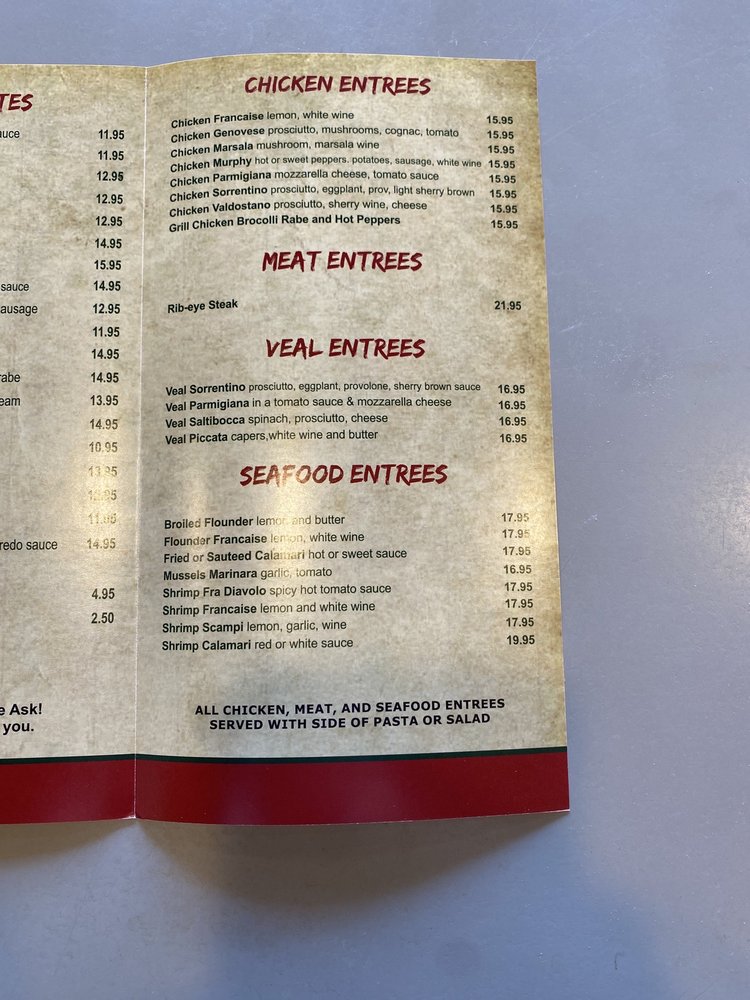 TES
auce 11.95
11.95
12.95
12.95
12.95
14.95
15.95
sauce 14.95
ausage 12.95
11.95
14.95
rabe 14.95
eam 13.95
14.95
10.95
13.95
11.95
redo sauce 14.95
4.95
2.50
e Ask!
you.
CHICKEN ENTREES
Chicken Francaise lemon, white wine 15.95
Chicken Genovese prosciutto, mushrooms, cognac, tomato 15.95
Chicken Marsala mushroom, marsala wine 15.95
Chicken Murphy hot or sweet peppers. potatoes, sausage, white wine 15.95
Chicken Parmigiana mozzarella cheese, tomato sauce 15.95
Chicken Sorrentino prosciutto, eggplant, prov, light sherry brown 15.95
Chicken Valdostano prosciutto, sherry wine, cheese 15.95
Grill Chicken Brocolli Rabe and Hot Peppers 15.95
MEAT ENTREES
Rib-eye Steak 21.95
VEAL ENTREES
Veal Sorrentino prosciutto, eggplant, provolone, sherry brown sauce 16.95
Veal Parmigiana in a tomato sauce & mozzarella cheese 16.95
Veal Saltibocca spinach, prosciutto, cheese 16.95
Veal Piccata capers,white wine and butter 16.95
SEAFOOD ENTREES
Broiled Flounder lemon and butter 17.95
Flounder Francaise lemon, white wine 17.95
Fried or Sauteed Calamari hot or sweet sauce 17.95
Mussels Marinara garlic, tomato 16.95
Shrimp Fra Diavolo spicy hot tomato sauce 17.95
Shrimp Francaise lemon and white wine 17.95
Shrimp Scampi lemon, garlic, wine 17.95
Shrimp Calamari red or white sauce 19.95
ALL CHICKEN, MEAT, AND SEAFOOD ENTREES
SERVED WITH SIDE OF PASTA OR SALAD